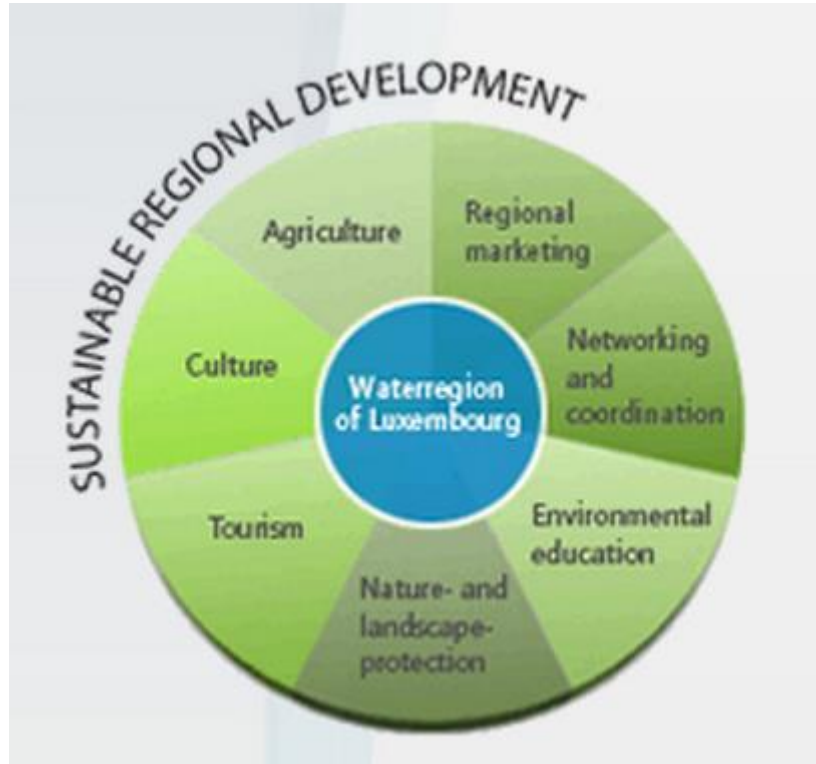 SUSTAINABLE REGIONAL DEVELOPMENT
Agriculture
Regional
marketing
Networking
and
coordination
Culture
Waterregion
of Luxembourg
Tourism
Environmental
education
Nature- and
landscape-
protection